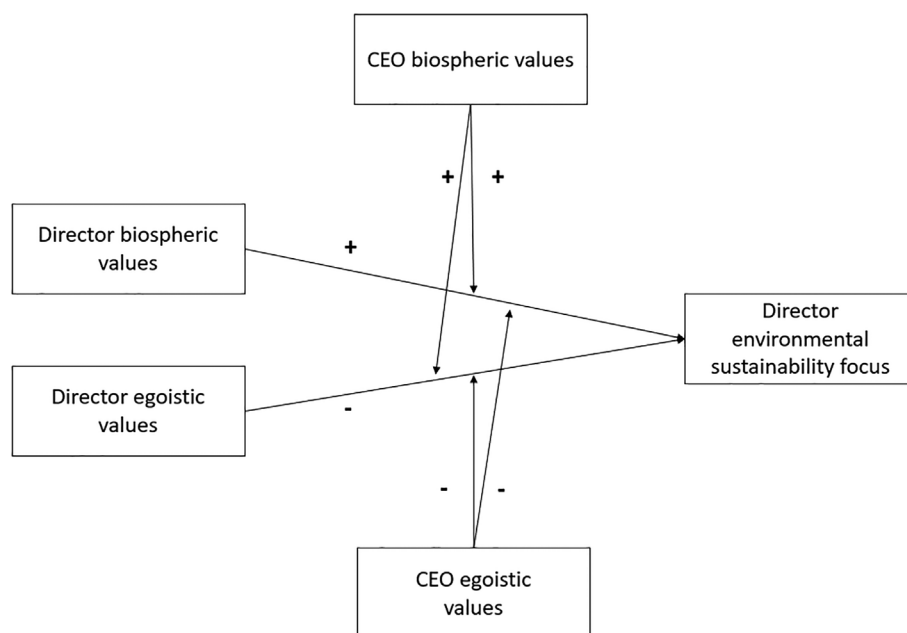 CEO biospheric values
+ +
Director biospheric
values
+
Director
environmental
sustainability focus
Director egoistic
values
-
- -
CEO egoistic
values